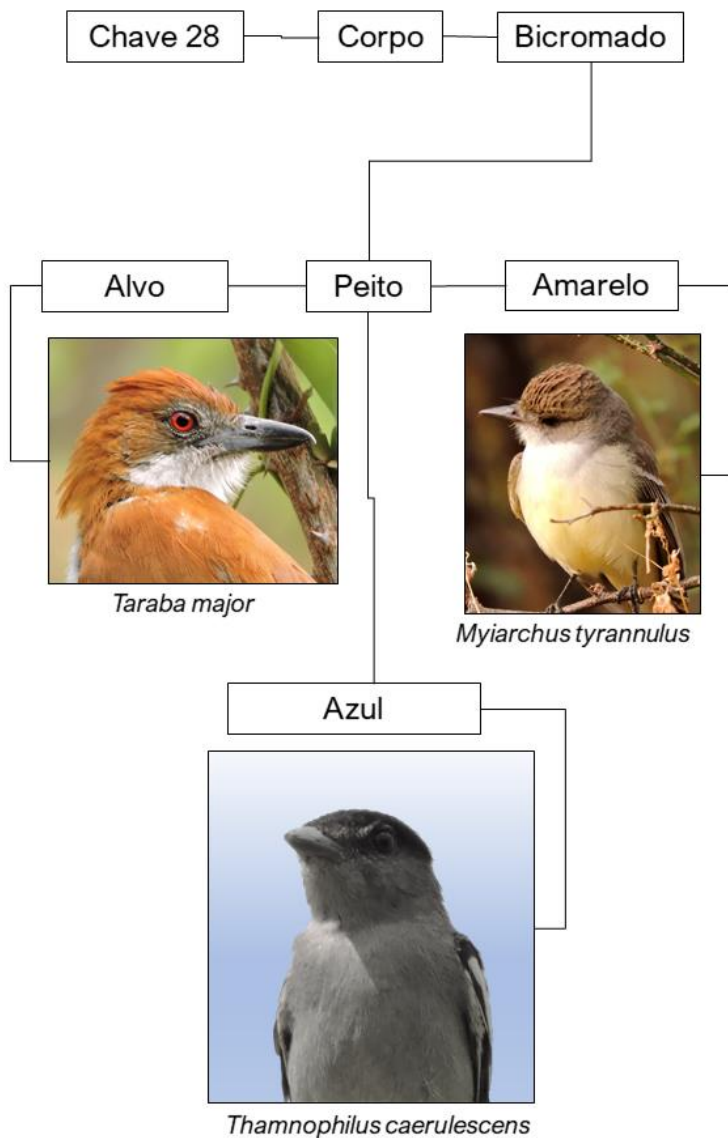 Chave 28
Corpo
Bicromado
Alvo
Peito
Amarelo
Taraba major
Myiarchus tyrannulus
Azul
Thamnophilus caerulescens